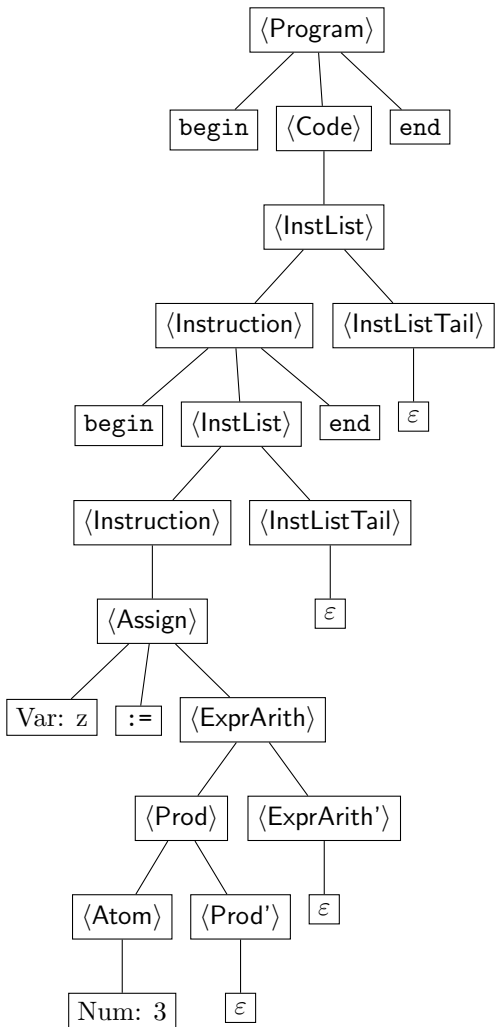 ⟨Program⟩
begin ⟨Code⟩ end
⟨InstList⟩
⟨Instruction⟩ ⟨InstListTail⟩
begin ⟨InstList⟩ end ε
⟨Instruction⟩ ⟨InstListTail⟩
⟨Assign⟩ ε
Var: z := ⟨ExprArith⟩
⟨Prod⟩ ⟨ExprArith'⟩
⟨Atom⟩ ⟨Prod'⟩ ε
Num: 3 ε